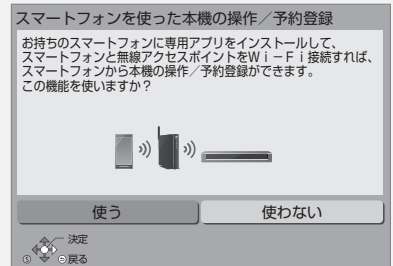 スマートフォンを使った本機の操作／予約登録
お持ちのスマートフォンに専用アプリをインストールして、
スマートフォンと無線アクセスポイントをＷｉ－Ｆｉ接続すれば、
スマートフォンから本機の操作／予約登録ができます。
この機能を使いますか？
使う
使わない
決定
戻る